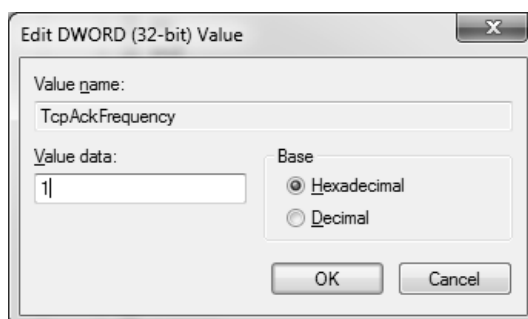 Edit DWORD (32-bit) Value
Value name:
TcpAckFrequency
Value data:
1
Base
Hexadecimal
Decimal
OK
Cancel